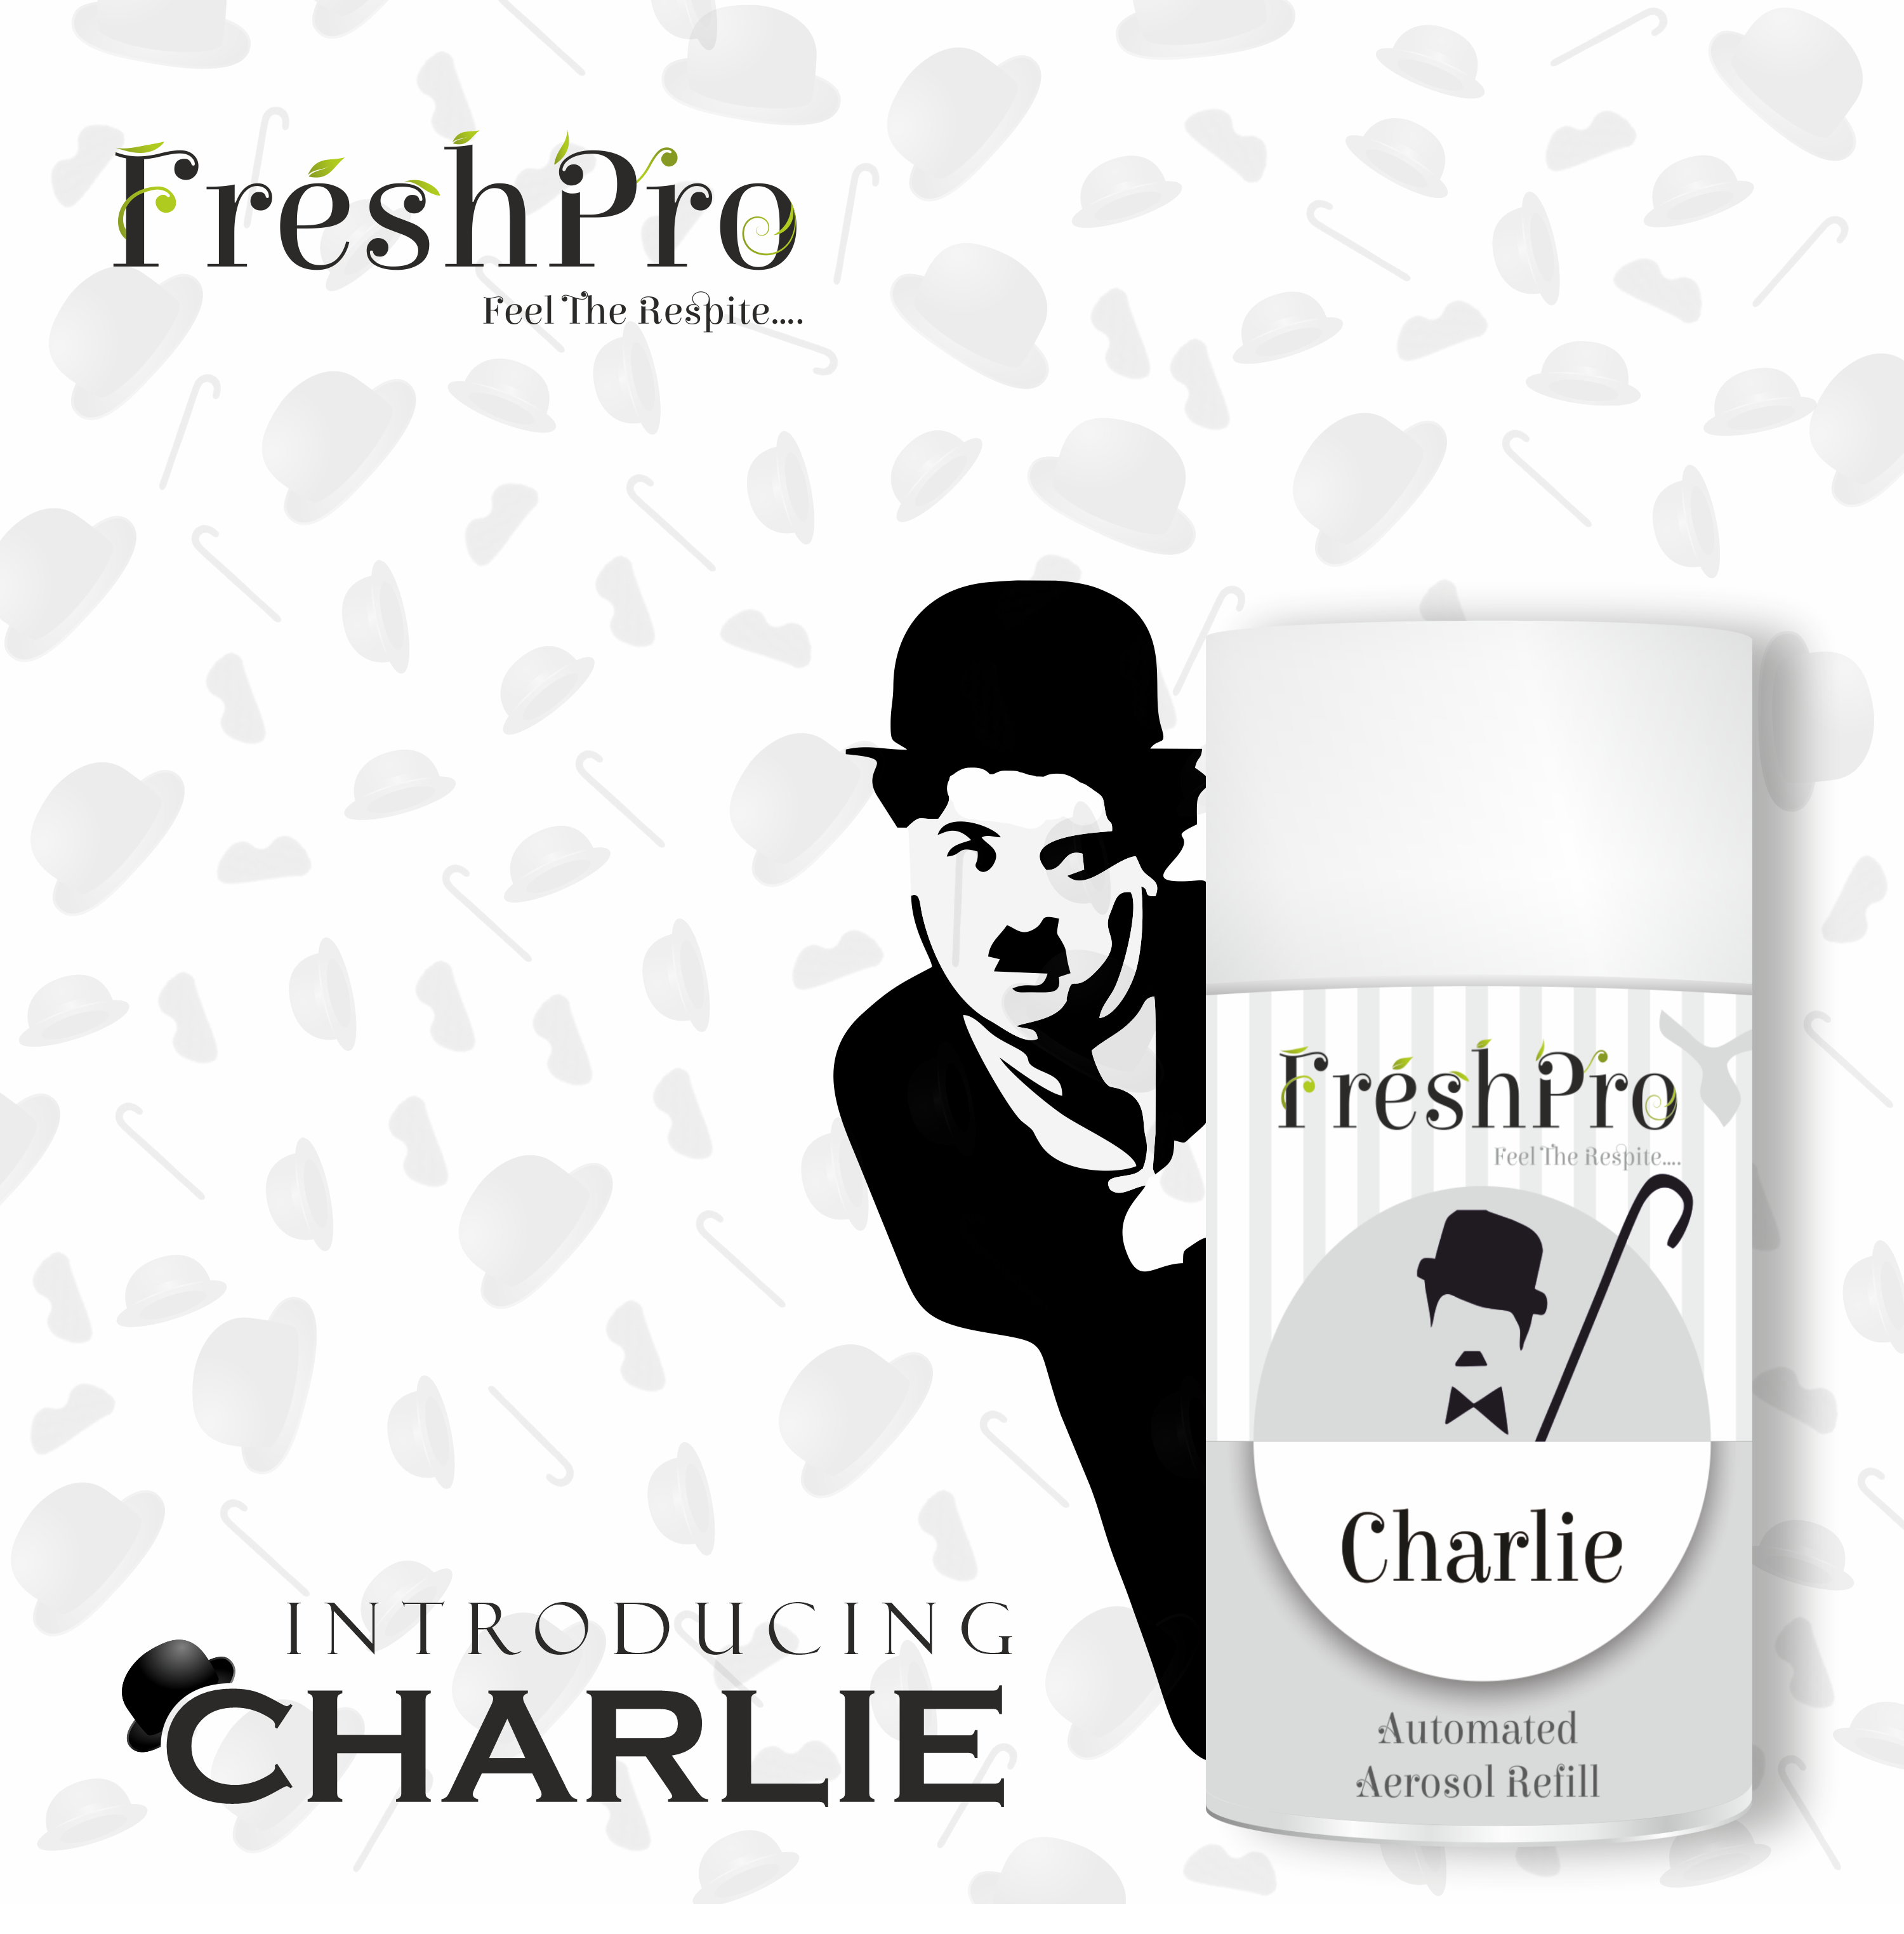 FreshPro
Feel The Respite....
FreshPro
Feel The Respite....
Charlie
Automated
Aerosol Refill
INTRODUCING
CHARLIE